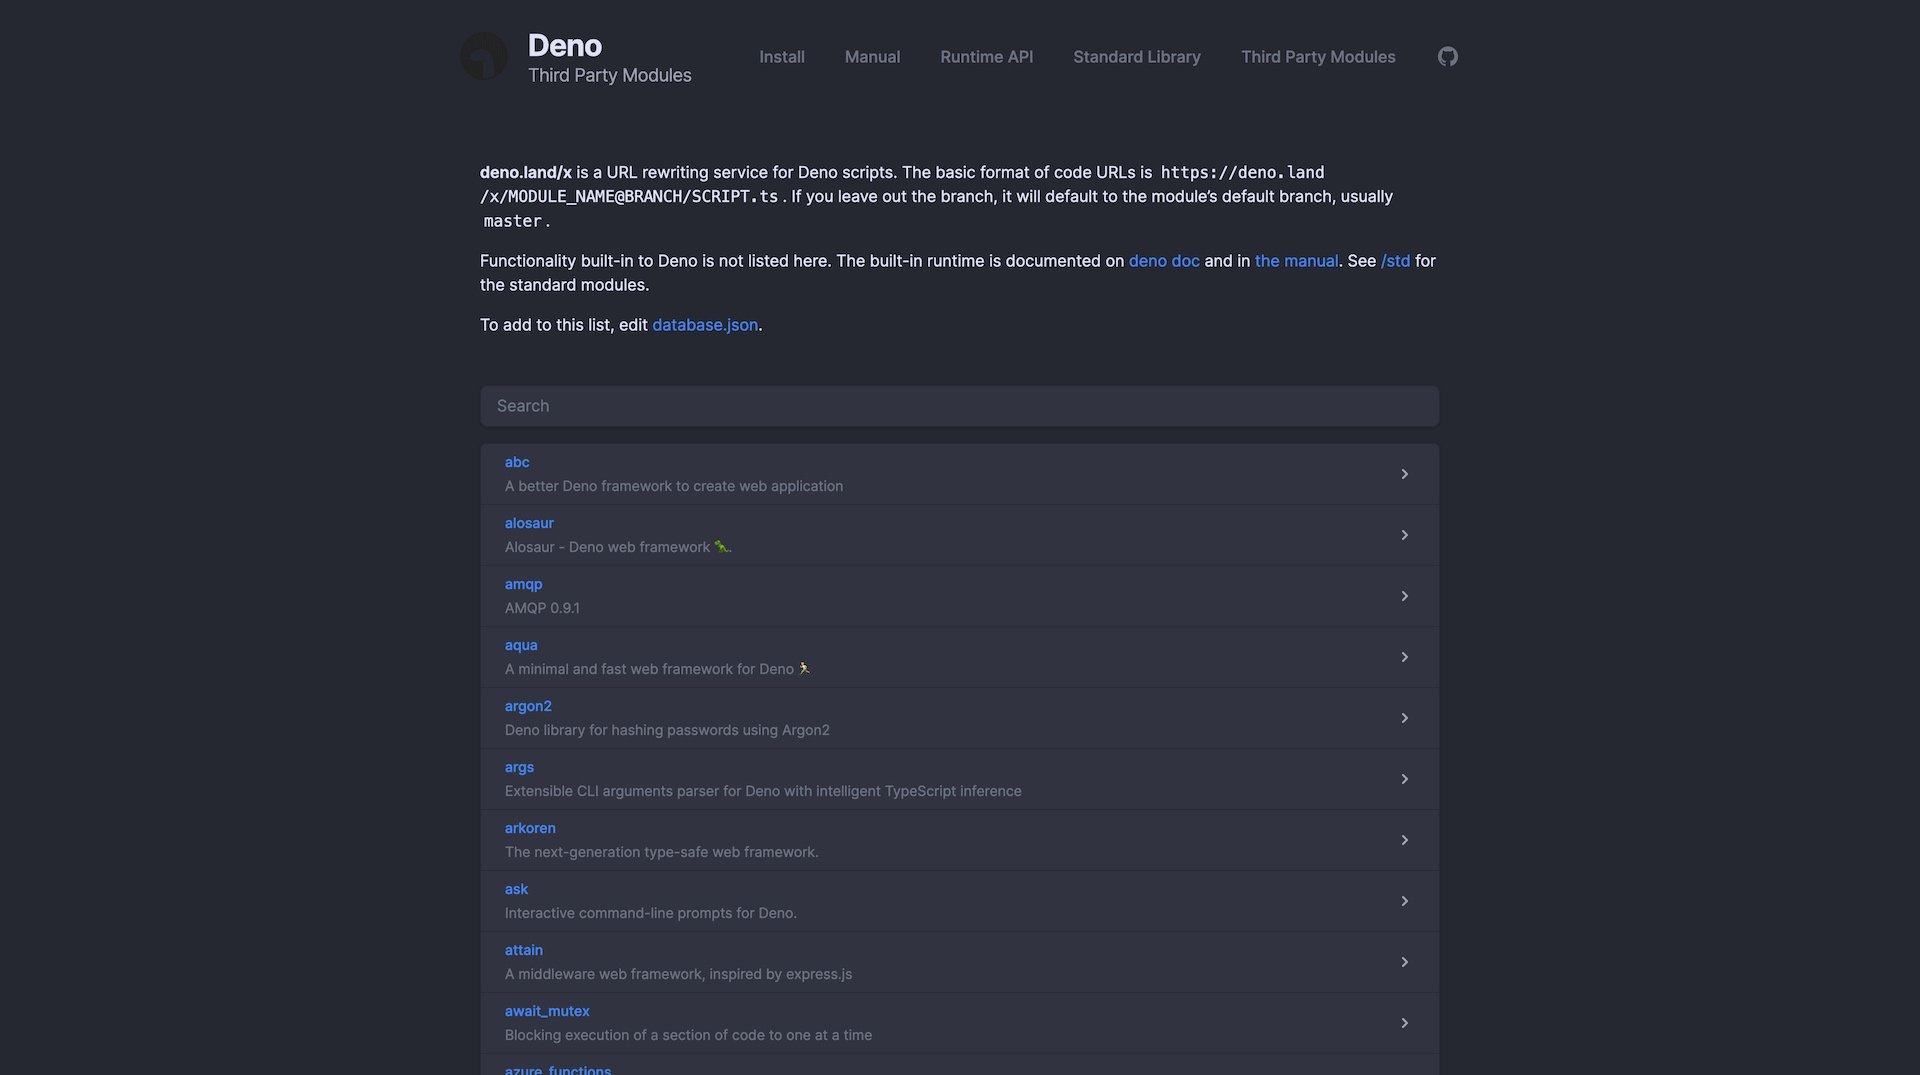 Deno
Third Party Modules
Install
Manual
Runtime API
Standard Library
Third Party Modules
deno.land/x is a URL rewriting service for Deno scripts. The basic format of code URLs is https://deno.land
/x/MODULE_NAME@BRANCH/SCRIPT.ts . If you leave out the branch, it will default to the module’s default branch, usually
master .
Functionality built-in to Deno is not listed here. The built-in runtime is documented on deno doc and in the manual. See /std for
the standard modules.
To add to this list, edit database.json.
Search
abc
A better Deno framework to create web application
alosaur
Alosaur - Deno web framework 🦖.
amqp
AMQP 0.9.1
aqua
A minimal and fast web framework for Deno 🏃
argon2
Deno library for hashing passwords using Argon2
args
Extensible CLI arguments parser for Deno with intelligent TypeScript inference
arkoren
The next-generation type-safe web framework.
ask
Interactive command-line prompts for Deno.
attain
A middleware web framework, inspired by express.js
await_mutex
Blocking execution of a section of code to one at a time
azure_functions